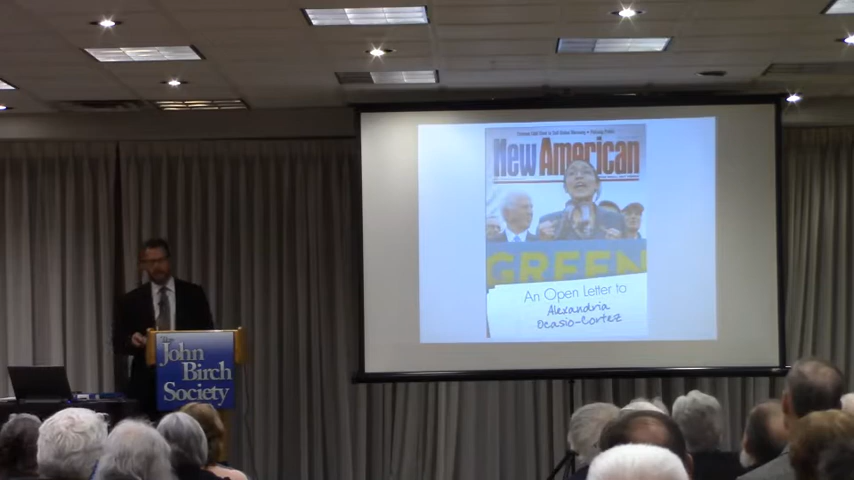 New American
GREEN
An Open Letter to
Alexandria
Ocasio-Cortez
The
John
Birch
Society